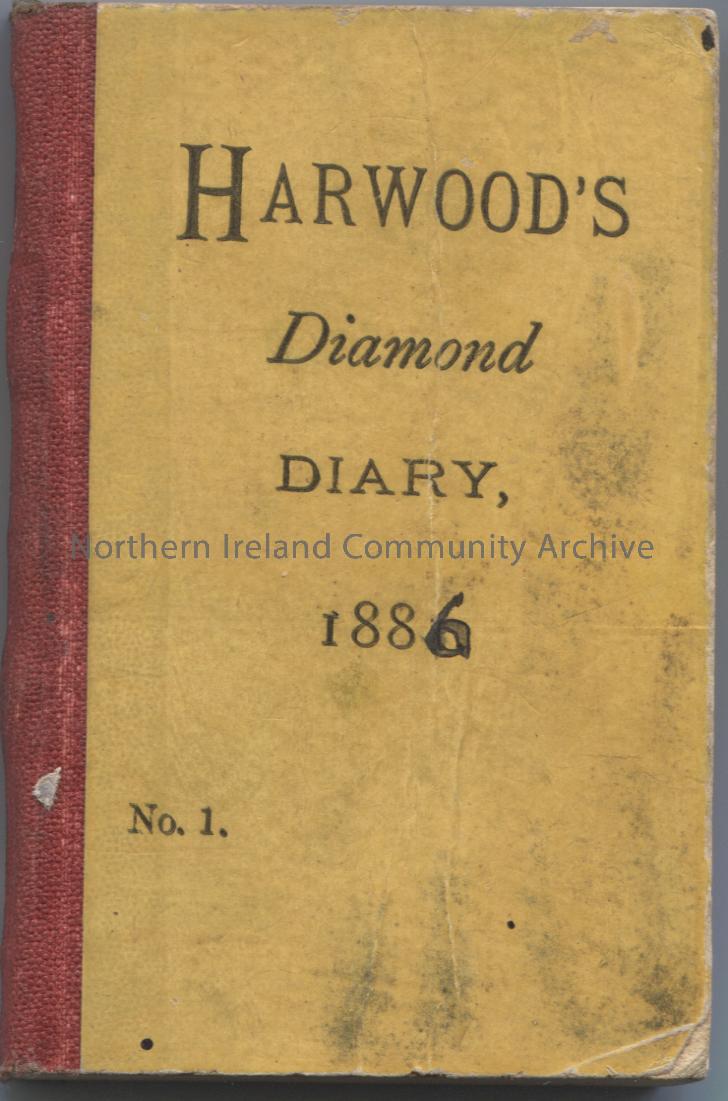 HARWOOD'S
Diamond
DIARY,
Northern Ireland Community Archive
1886
No. 1.